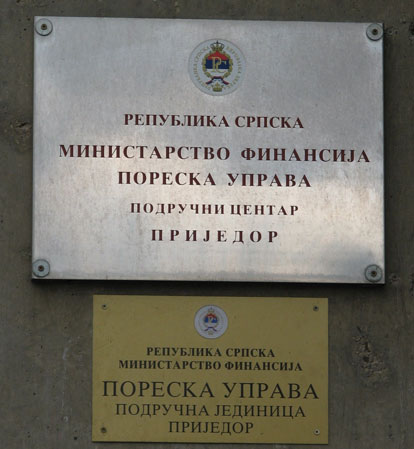 РЕПУБЛИКА СРПСКА
МИНИСТАРСТВО ФИНАНСИЈА
ПОРЕСКА УПРАВА
ПОДРУЧНИ ЦЕНТАР
ПРИЈЕДОР
РЕПУБЛИКА СРПСКА
МИНИСТАРСТВО ФИНАНСИЈА
ПОРЕСКА УПРАВА
ПОДРУЧНА ЈЕДИНИЦА
ПРИЈЕДОР